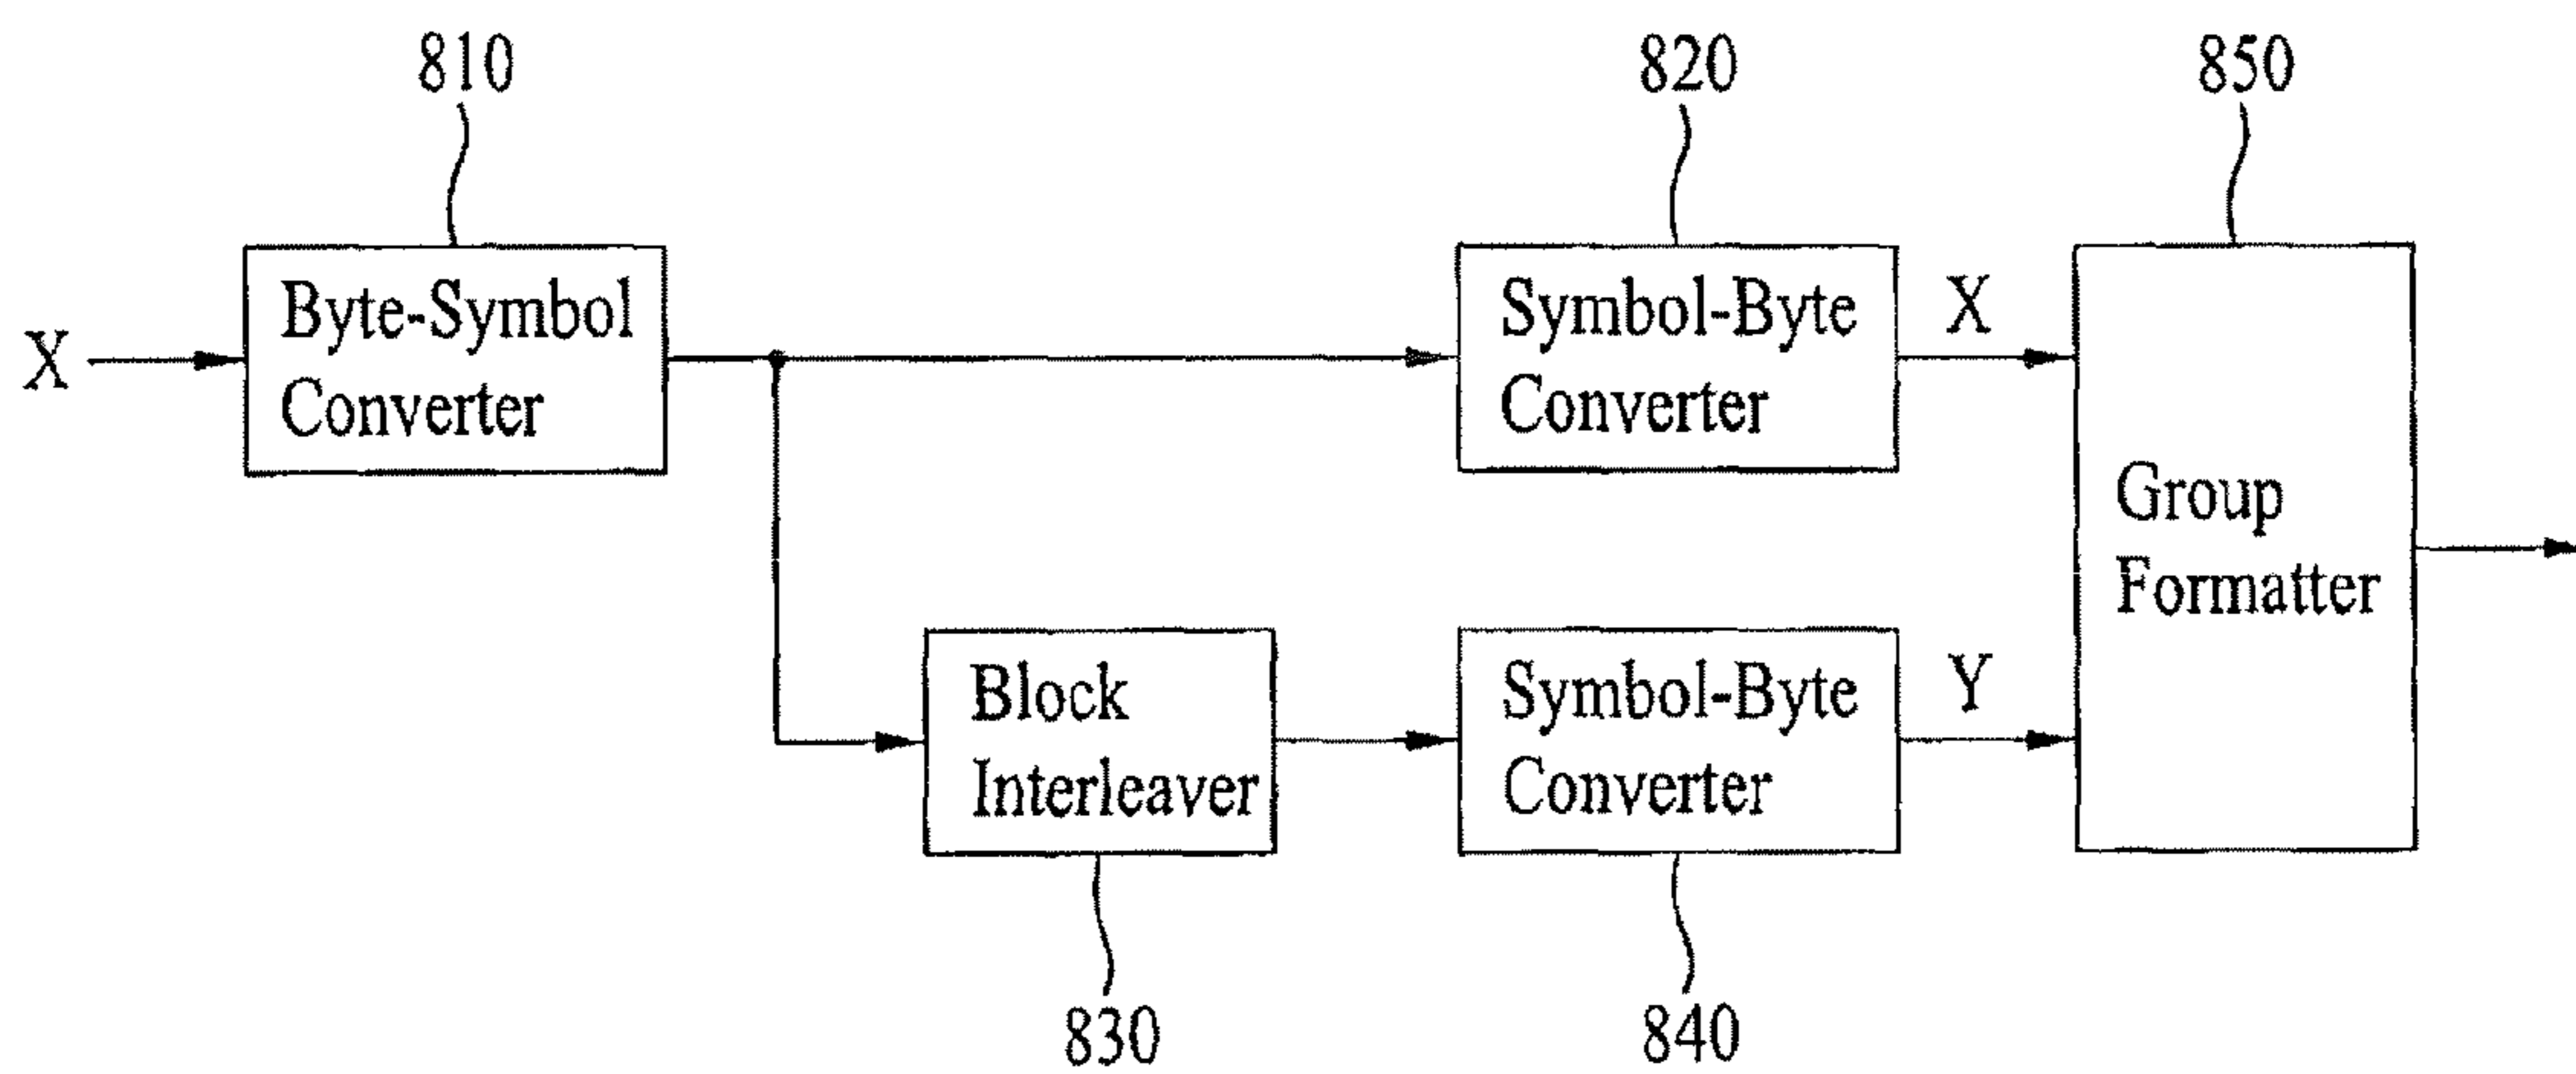 810
820
850
X
Byte-Symbol
Converter
Symbol-Byte
Converter
X
Group
Formatter
Block
Interleaver
Symbol-Byte
Converter
Y
830
840